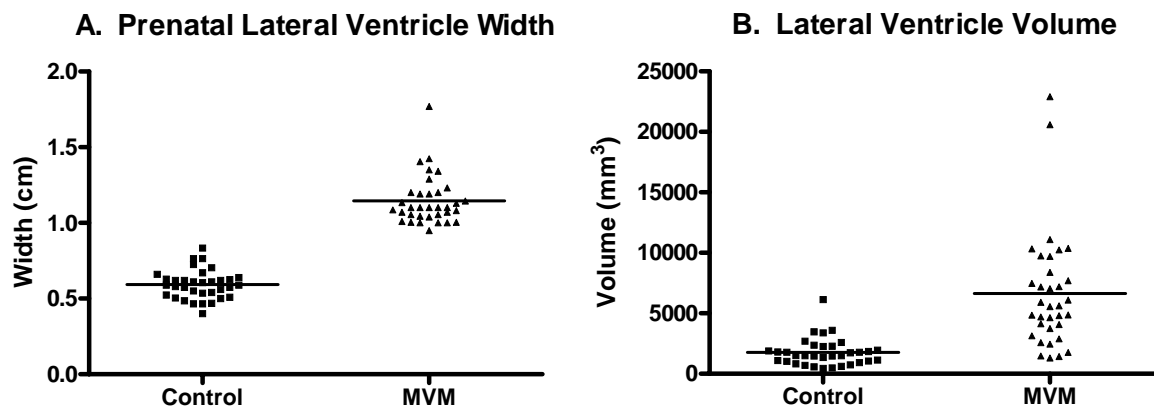 A. Prenatal Lateral Ventricle Width
2.0
1.5
1.0
0.5
0.0
Width (cm)
Control
MVM
B. Lateral Ventricle Volume
25000
20000
15000
10000
5000
0
Volume (mm³)
Control
MVM